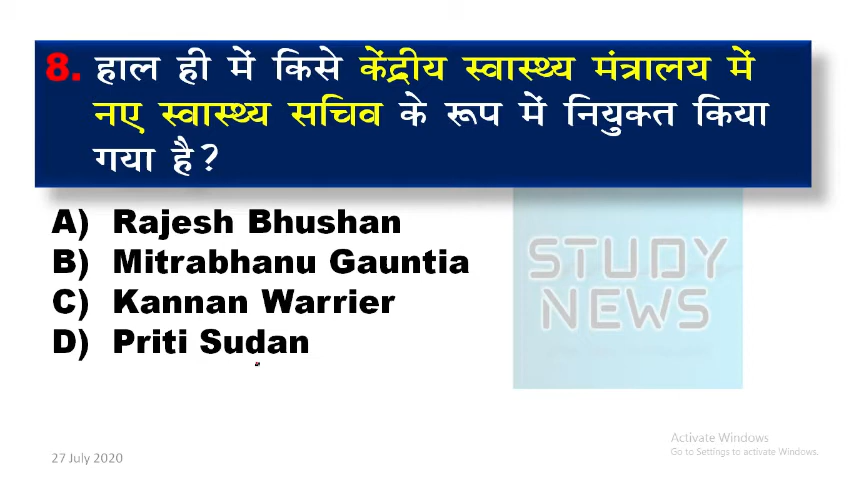 8. हाल ही में किसे केंद्रीय स्वास्थ्य मंत्रालय में
नए स्वास्थ्य सचिव के रूप में नियुक्त किया
गया है?
A) Rajesh Bhushan
B) Mitrabhanu Gauntia
C) Kannan Warrier
D) Priti Sudan
STUDY
NEWS
27 July 2020
Activate Windows
Go to Settings to activate Windows.